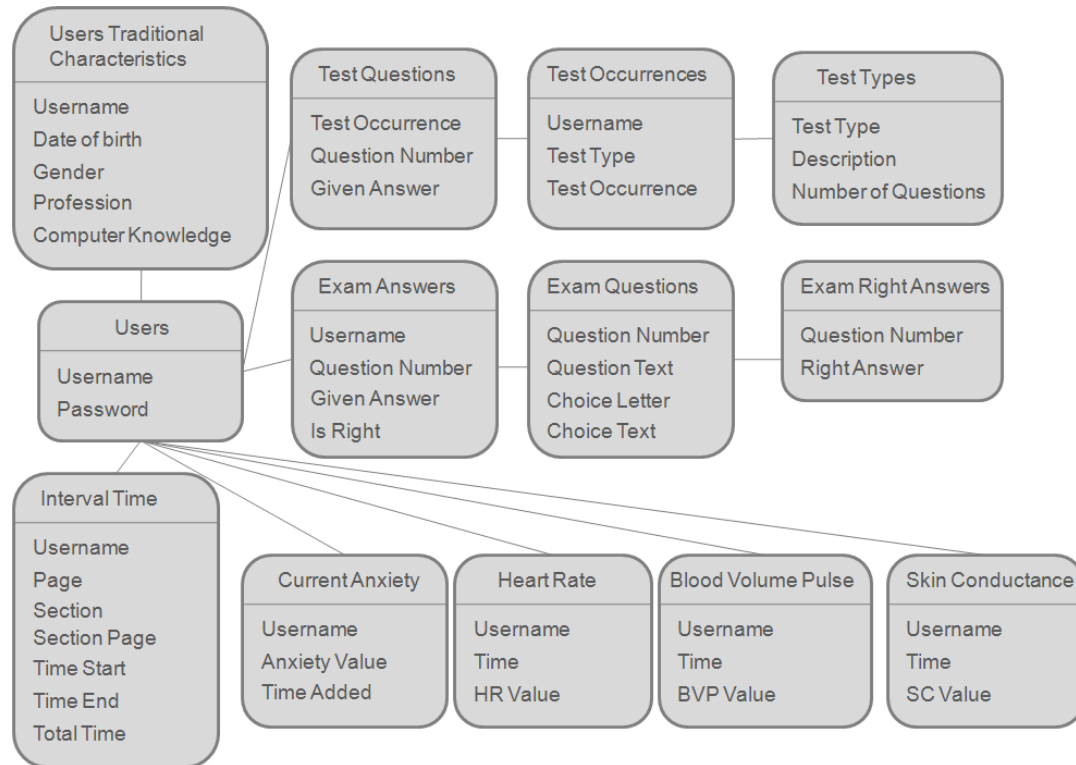 Users Traditional
Characteristics
Username
Date of birth
Gender
Profession
Computer Knowledge
Test Questions
Test Occurrence
Question Number
Given Answer
Test Occurrences
Username
Test Type
Test Occurrence
Test Types
Test Type
Description
Number of Questions
Users
Username
Password
Exam Answers
Username
Question Number
Given Answer
Is Right
Exam Questions
Question Number
Question Text
Choice Letter
Choice Text
Exam Right Answers
Question Number
Right Answer
Interval Time
Username
Page
Section
Section Page
Time Start
Time End
Total Time
Current Anxiety
Username
Anxiety Value
Time Added
Heart Rate
Username
Time
HR Value
Blood Volume Pulse
Username
Time
BVP Value
Skin Conductance
Username
Time
SC Value